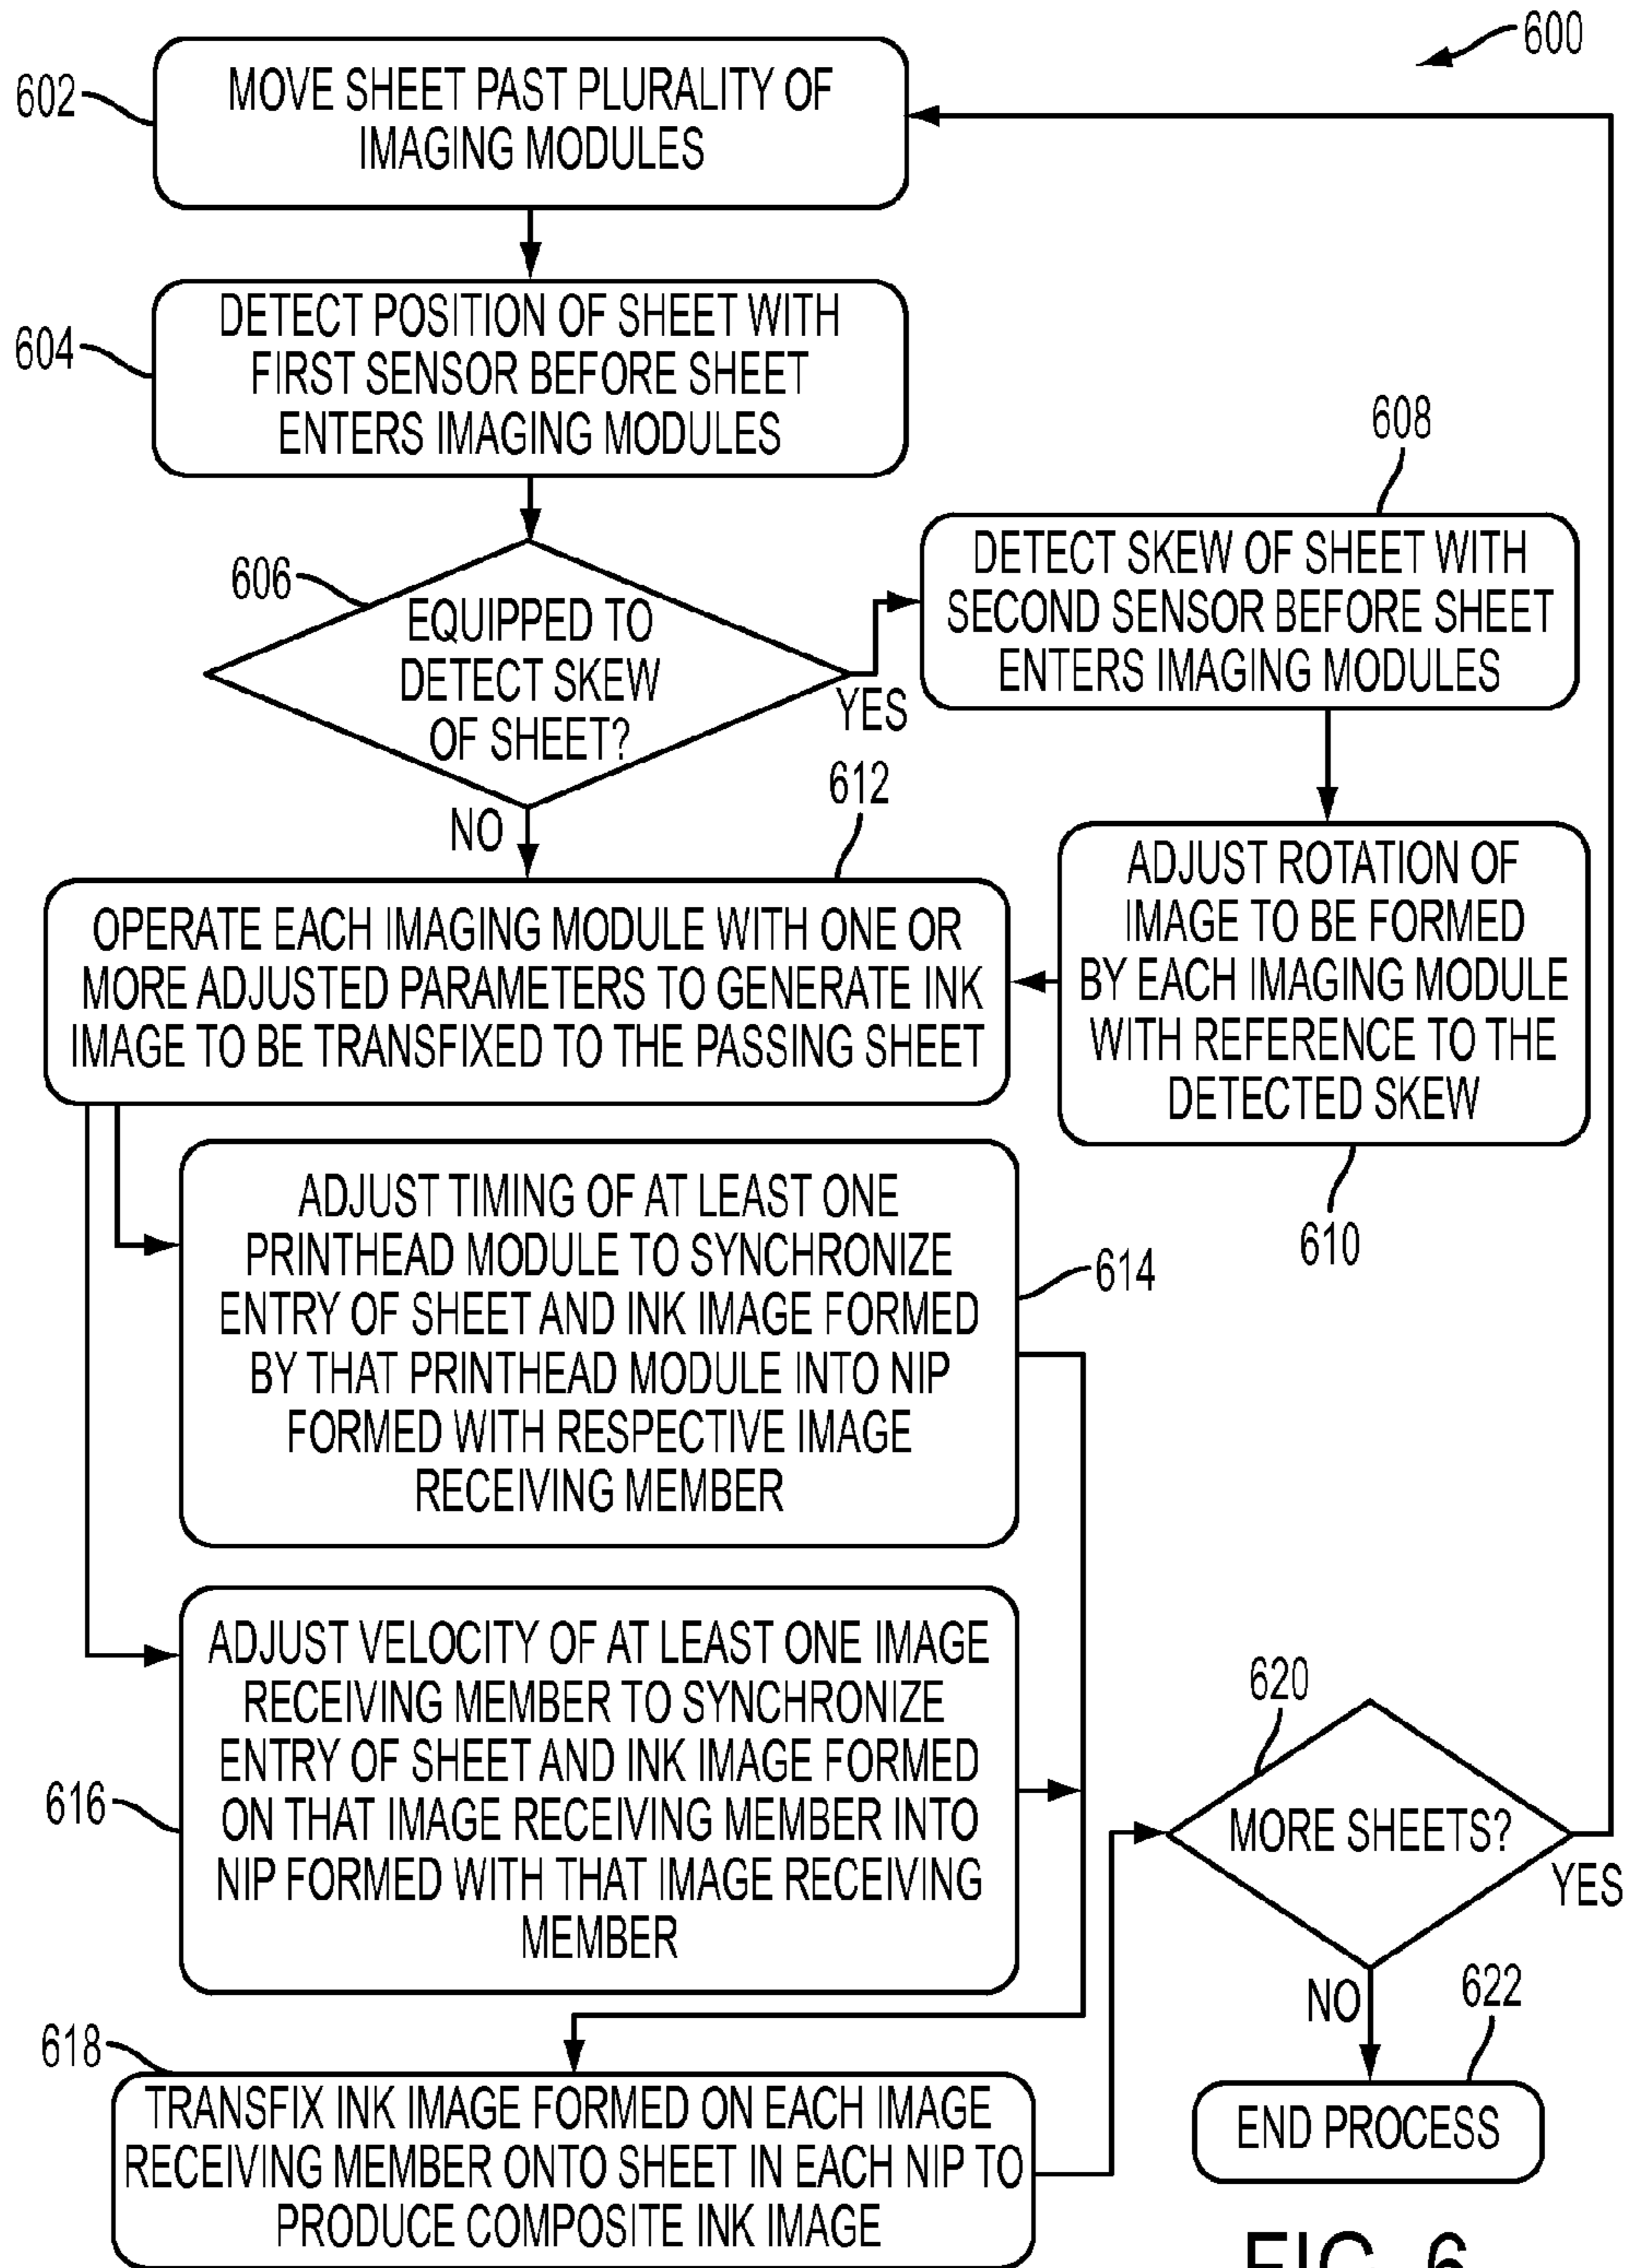 600
602
MOVE SHEET PAST PLURALITY OF
IMAGING MODULES
604
DETECT POSITION OF SHEET WITH
FIRST SENSOR BEFORE SHEET
ENTERS IMAGING MODULES
606
EQUIPPED TO
DETECT SKEW
OF SHEET?
YES
NO
608
DETECT SKEW OF SHEET WITH
SECOND SENSOR BEFORE SHEET
ENTERS IMAGING MODULES
ADJUST ROTATION OF
IMAGE TO BE FORMED
BY EACH IMAGING MODULE
WITH REFERENCE TO THE
DETECTED SKEW
610
612
OPERATE EACH IMAGING MODULE WITH ONE OR
MORE ADJUSTED PARAMETERS TO GENERATE INK
IMAGE TO BE TRANSFIXED TO THE PASSING SHEET
ADJUST TIMING OF AT LEAST ONE
PRINTHEAD MODULE TO SYNCHRONIZE
ENTRY OF SHEET AND INK IMAGE FORMED
BY THAT PRINTHEAD MODULE INTO NIP
FORMED WITH RESPECTIVE IMAGE
RECEIVING MEMBER
614
616
ADJUST VELOCITY OF AT LEAST ONE IMAGE
RECEIVING MEMBER TO SYNCHRONIZE
ENTRY OF SHEET AND INK IMAGE FORMED
ON THAT IMAGE RECEIVING MEMBER INTO
NIP FORMED WITH THAT IMAGE RECEIVING
MEMBER
618
TRANSFIX INK IMAGE FORMED ON EACH IMAGE
RECEIVING MEMBER ONTO SHEET IN EACH NIP TO
PRODUCE COMPOSITE INK IMAGE
620
MORE SHEETS?
YES
NO
622
END PROCESS
FIG. 6